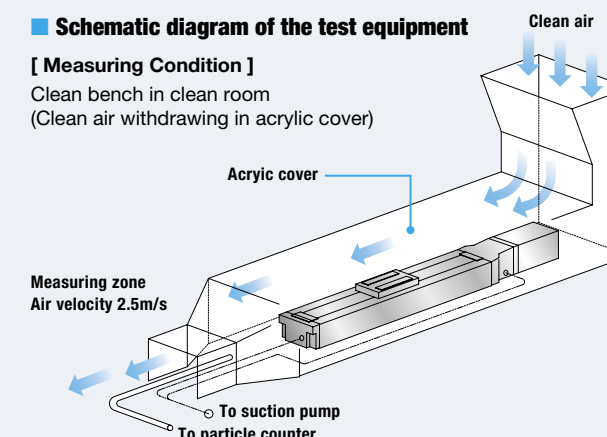 Schematic diagram of the test equipment
Clean air
[ Measuring Condition ]
Clean bench in clean room
(Clean air withdrawing in acrylic cover)
Acryic cover
Measuring zone
Air velocity 2.5m/s
To suction pump
To particle counter